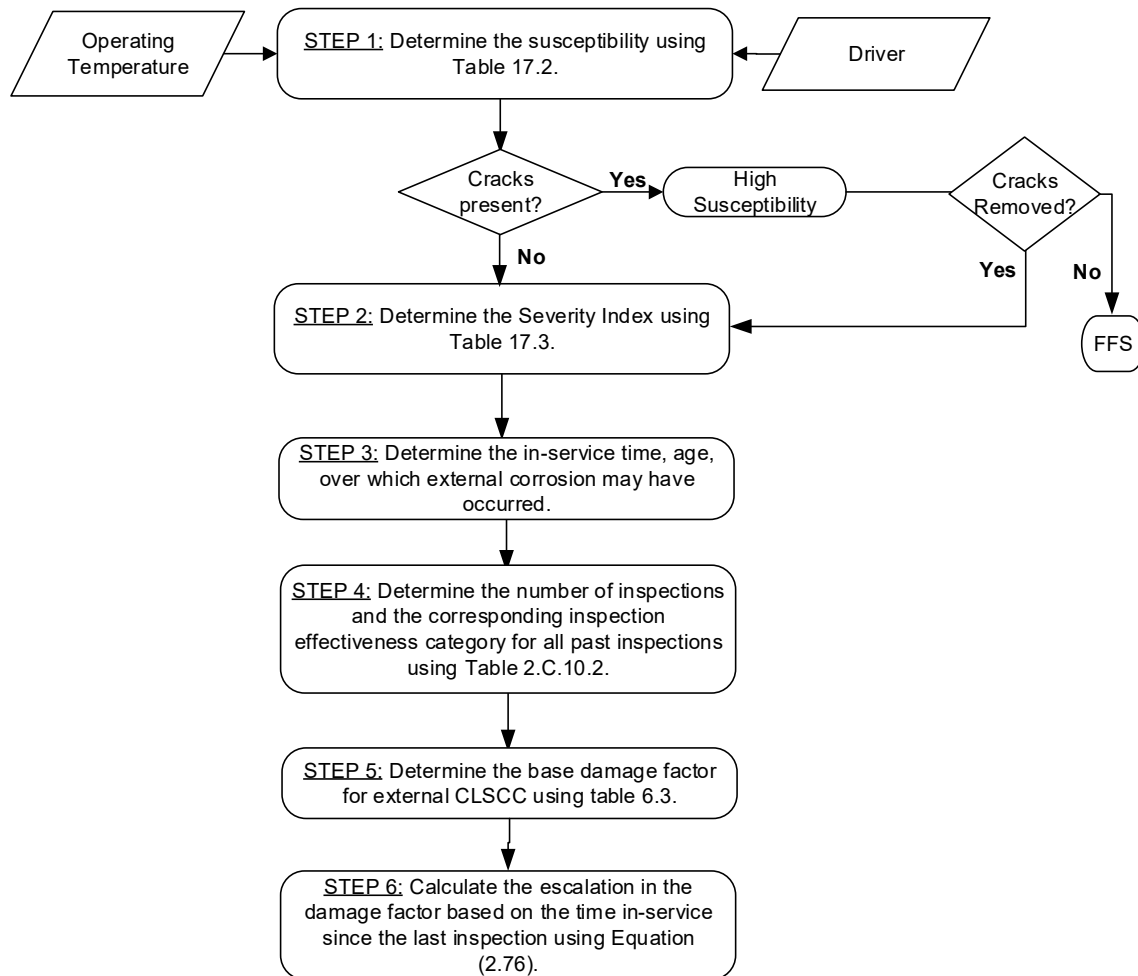 Operating
Temperature
STEP 1: Determine the susceptibility using
Table 17.2.
Driver
Cracks
present?
Yes
High
Susceptibility
Cracks
Removed?
No
Yes
No
STEP 2: Determine the Severity Index using
Table 17.3.
FFS
STEP 3: Determine the in-service time, age,
over which external corrosion may have
occurred.
STEP 4: Determine the number of inspections
and the corresponding inspection
effectiveness category for all past inspections
using Table 2.C.10.2.
STEP 5: Determine the base damage factor
for external CLSCC using table 6.3.
STEP 6: Calculate the escalation in the
damage factor based on the time in-service
since the last inspection using Equation
(2.76).